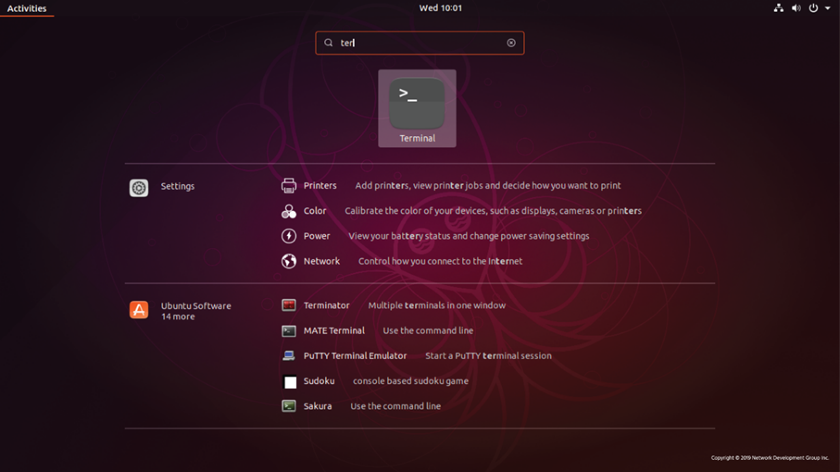 Activities
Wed 10:01
ter
>_
Terminal
Settings
Printers Add printers, view printer jobs and decide how you want to print
Color Calibrate the color of your devices, such as displays, cameras or printers
Power View your battery status and change power saving settings
Network Control how you connect to the Internet
Ubuntu Software
14 more
Terminator Multiple terminals in one window
MATE Terminal Use the command line
PuTTY Terminal Emulator Start a PuTTY terminal session
Sudoku console based sudoku game
Sakura Use the command line
Copyright © 2019 Network Development Group Inc.